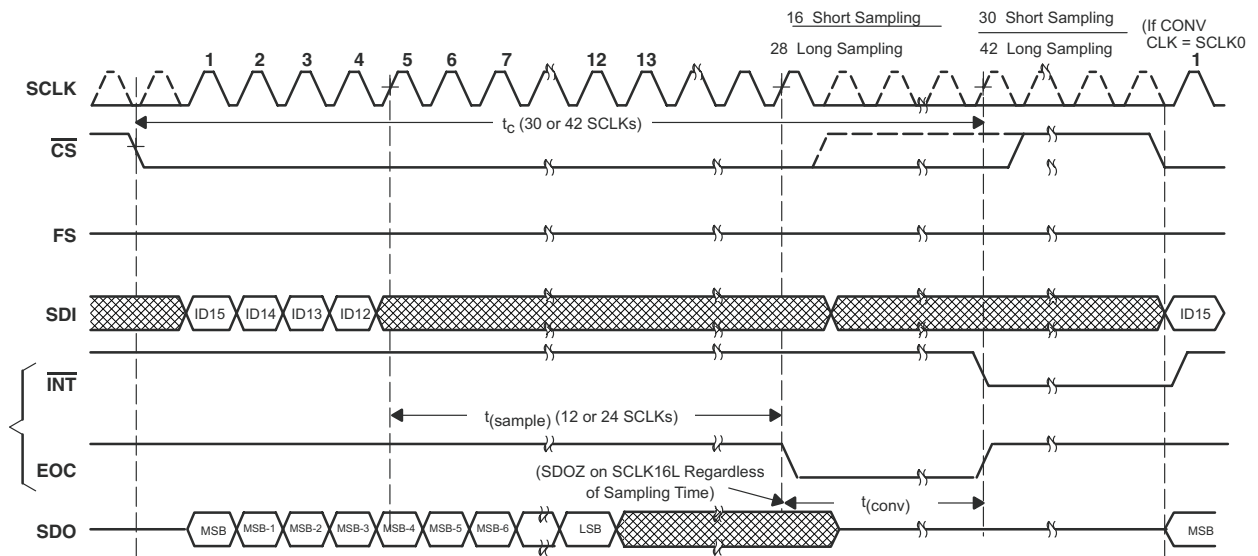 16 Short Sampling
30 Short Sampling
(If CONV
CLK = SCLK0
28 Long Sampling
42 Long Sampling
1 2 3 4 5 6 7 12 13 1
SCLK
tc (30 or 42 SCLKs)
CS
FS
SDI
ID15 ID14 ID13 ID12 ID15
INT
t(sample) (12 or 24 SCLKs)
EOC
(SDOZ on SCLK16L Regardless
of Sampling Time)
t(conv)
SDO
MSB MSB-1 MSB-2 MSB-3 MSB-4 MSB-5 MSB-6 LSB MSB